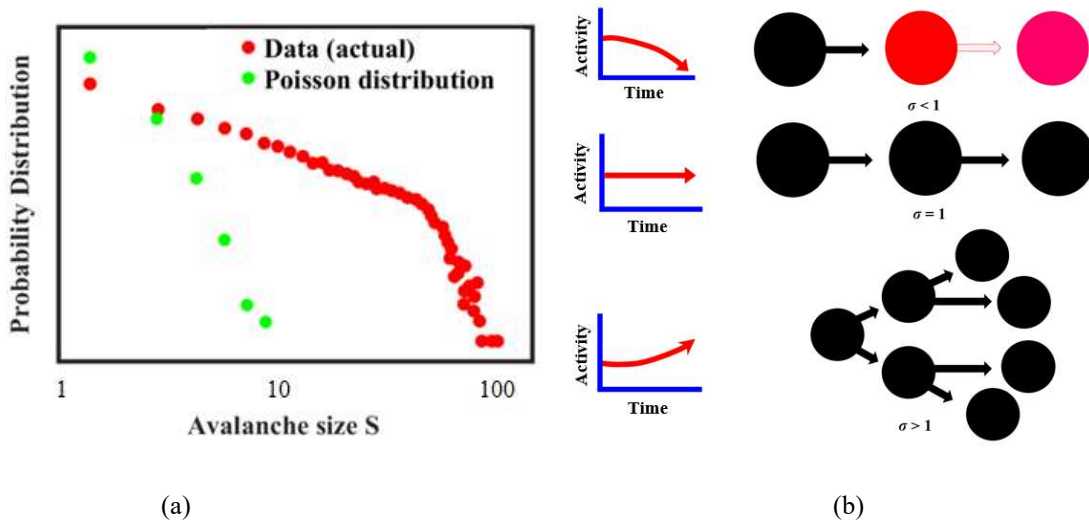 Data (actual)
Poisson distribution
Probability Distribution
1 10 100
Avalanche size S
Activity
Time
σ < 1
Activity
Time
σ = 1
Activity
Time
σ > 1
(a) (b)